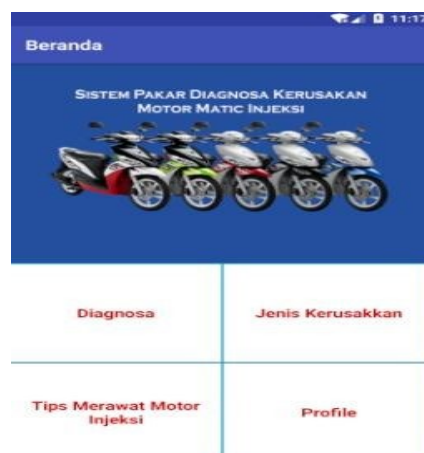 11:17
Beranda
SISTEM PAKAR DIAGNOSA KERUSAKAN
MOTOR MATIC INJEKSI
Diagnosa
Jenis Kerusakkan
Tips Merawat Motor
Injeksi
Profile